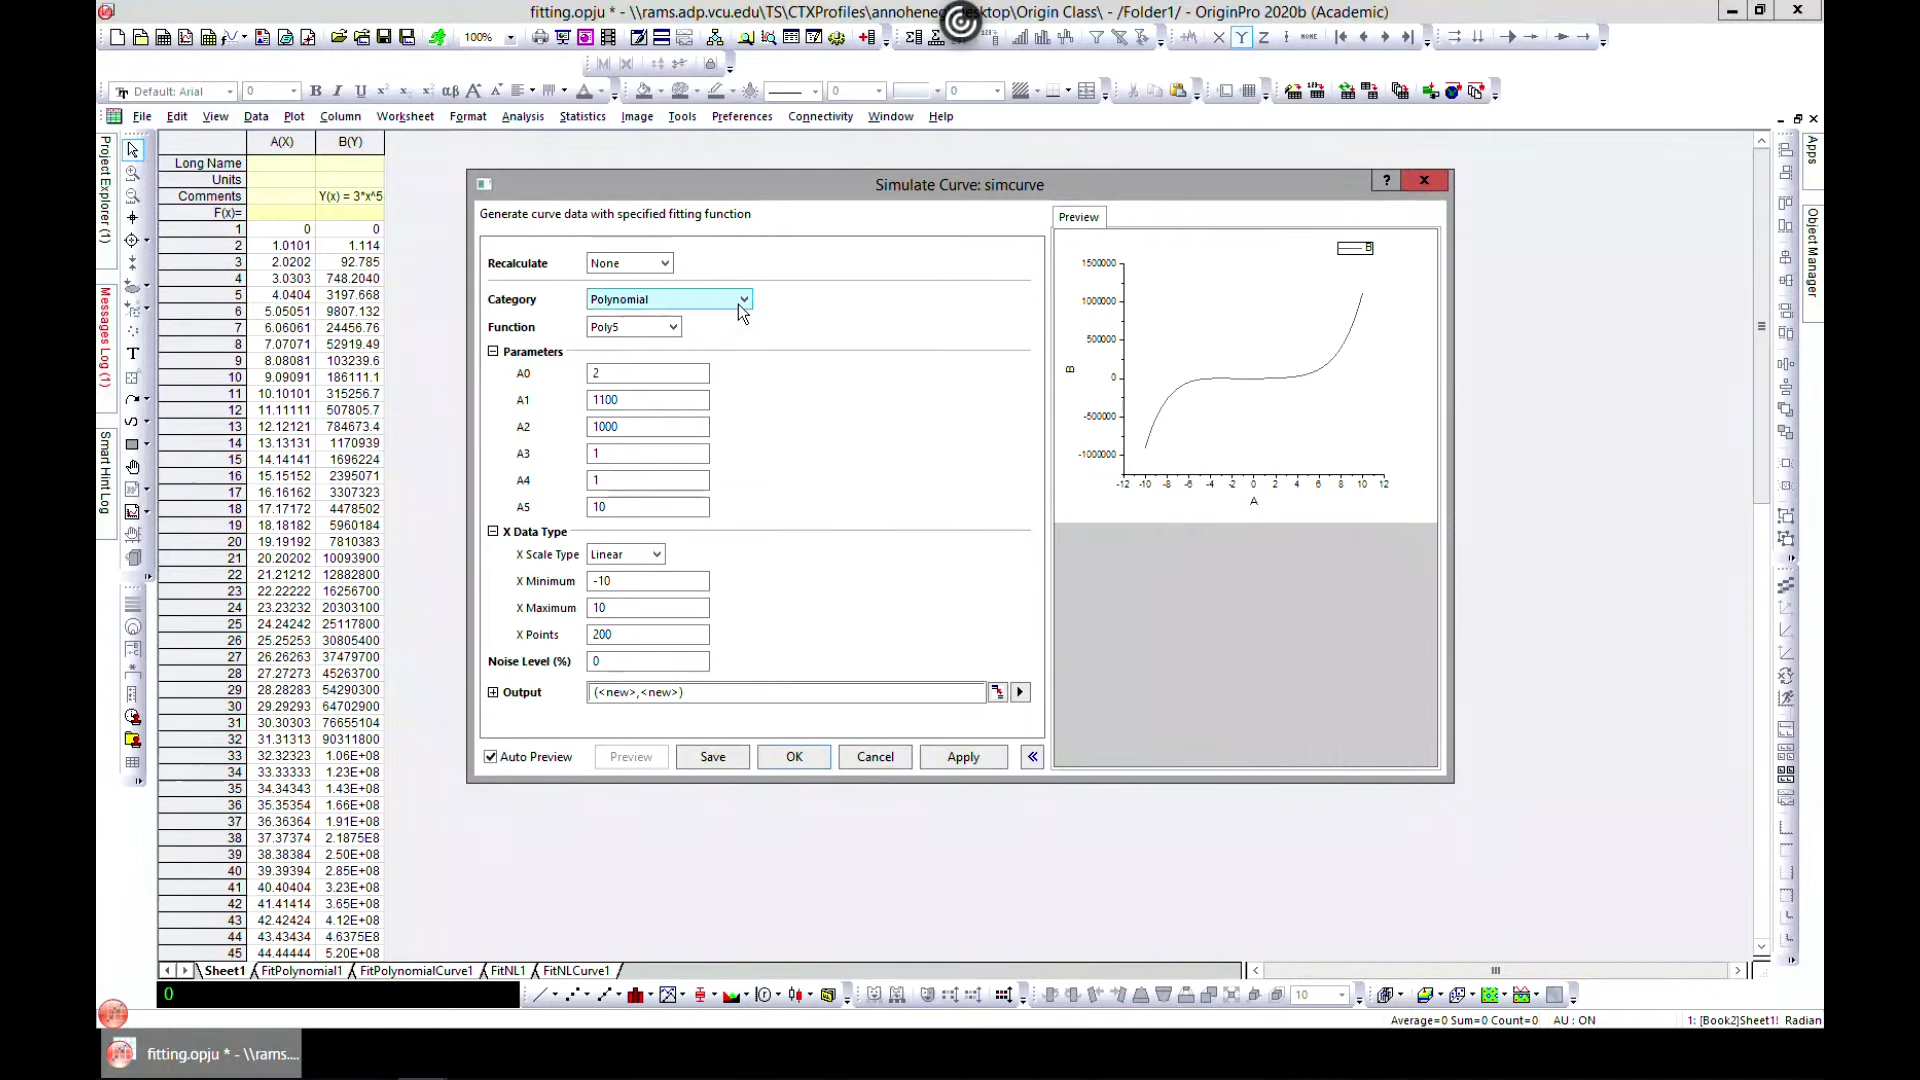 fitting.opju * - \\rams.adp.vcu.edu\TS\CTXProfiles\annoheneg desktop\Origin Class\ - /Folder1/ - OriginPro 2020b (Academic)
100%
X Y Z
Default: Arial 0 B I U αβ A A 0 0
File Edit View Data Plot Column Worksheet Format Analysis Statistics Image Tools Preferences Connectivity Window Help
Project Explorer (1)
Messages Log (1)
Smart Hint Log
Apps
Object Manager
A(X) B(Y)
Long Name
Units
Comments Y(x) = 3*x^5
F(x)=
1 0 0
2 1.0101 1.114
3 2.0202 92.785
4 3.0303 748.2040
5 4.0404 3197.668
6 5.05051 9807.132
7 6.06061 24456.76
8 7.07071 52919.49
9 8.08081 103239.6
10 9.09091 186111.1
11 10.10101 315256.7
12 11.11111 507805.7
13 12.12121 784673.4
14 13.13131 1170939
15 14.14141 1696224
16 15.15152 2395071
17 16.16162 3307323
18 17.17172 4478502
19 18.18182 5960184
20 19.19192 7810383
21 20.20202 10093900
22 21.21212 12882800
23 22.22222 16256700
24 23.23232 20303100
25 24.24242 25117800
26 25.25253 30805400
27 26.26263 37479700
28 27.27273 45263700
29 28.28283 54290300
30 29.29293 64702900
31 30.30303 76655104
32 31.31313 90311800
33 32.32323 1.06E+08
34 33.33333 1.23E+08
35 34.34343 1.43E+08
36 35.35354 1.66E+08
37 36.36364 1.91E+08
38 37.37374 2.1875E8
39 38.38384 2.50E+08
40 39.39394 2.85E+08
41 40.40404 3.23E+08
42 41.41414 3.65E+08
43 42.42424 4.12E+08
44 43.43434 4.6375E8
45 44.44444 5.20E+08
Simulate Curve: simcurve
?
Generate curve data with specified fitting function
Recalculate None
Category Polynomial
Function Poly5
Parameters
A0 2
A1 1100
A2 1000
A3 1
A4 1
A5 10
X Data Type
X Scale Type Linear
X Minimum -10
X Maximum 10
X Points 200
Noise Level (%) 0
Output (<new>,<new>)
Auto Preview Preview Save OK Cancel Apply
Preview
B
1500000
1000000
500000
0
-500000
-1000000
B
-12 -10 -8 -6 -4 -2 0 2 4 6 8 10 12
A
Sheet1 FitPolynomial1 FitPolynomialCurve1 FitNL1 FitNLCurve1
0
10
Average=0 Sum=0 Count=0 AU : ON 1: [Book2]Sheet1! Radian
fitting.opju * - \\rams....